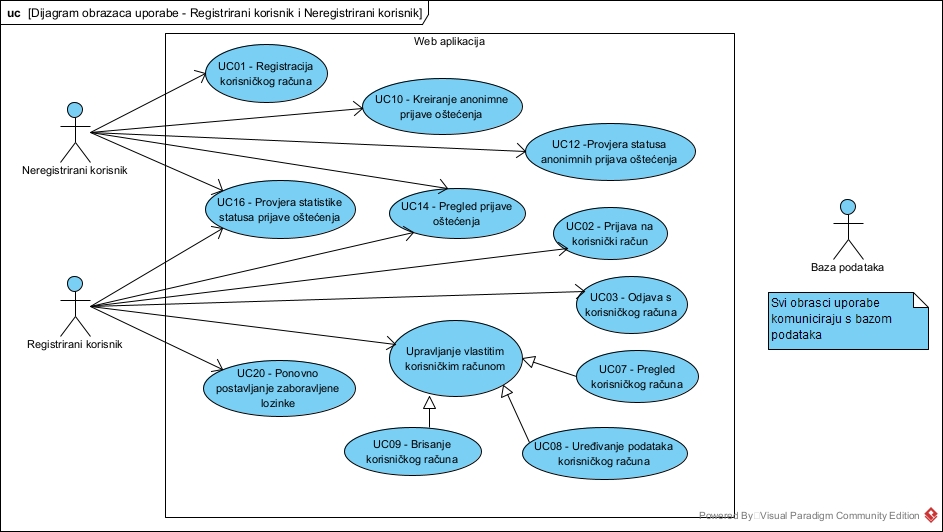 uc [Dijagram obrazaca uporabe - Registrirani korisnik i Neregistrirani korisnik]
Web aplikacija
UC01 - Registracija
korisničkog računa
UC10 - Kreiranje anonimne
prijave oštećenja
Neregistrirani korisnik
UC12 -Provjera statusa
anonimnih prijava oštećenja
UC16 - Provjera statistike
statusa prijave oštećenja
UC14 - Pregled prijave
oštećenja
UC02 - Prijava na
korisnički račun
Baza podataka
Registrirani korisnik
UC03 - Odjava s
korisničkog računa
Svi obrasci uporabe
komuniciraju s bazom
podataka
Upravljanje vlastitim
korisničkim računom
UC07 - Pregled
korisničkog računa
UC20 - Ponovno
postavljanje zaboravljene
lozinke
UC09 - Brisanje
korisničkog računa
UC08 - Uređivanje podataka
korisničkog računa
Powered By Visual Paradigm Community Edition